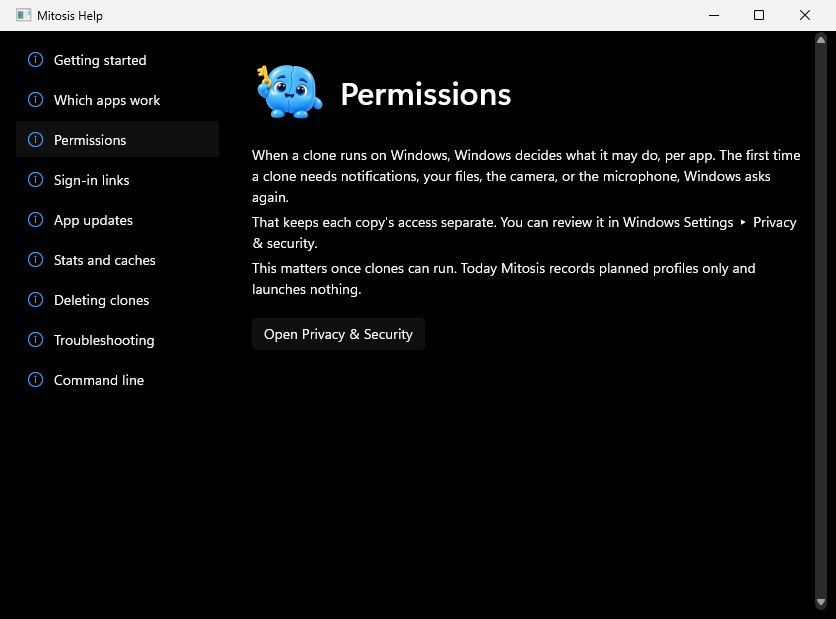 Mitosis Help
Getting started
Which apps work
Permissions
Sign-in links
App updates
Stats and caches
Deleting clones
Troubleshooting
Command line
Permissions
When a clone runs on Windows, Windows decides what it may do, per app. The first time
a clone needs notifications, your files, the camera, or the microphone, Windows asks
again.
That keeps each copy's access separate. You can review it in Windows Settings ‣ Privacy
& security.
This matters once clones can run. Today Mitosis records planned profiles only and
launches nothing.
Open Privacy & Security